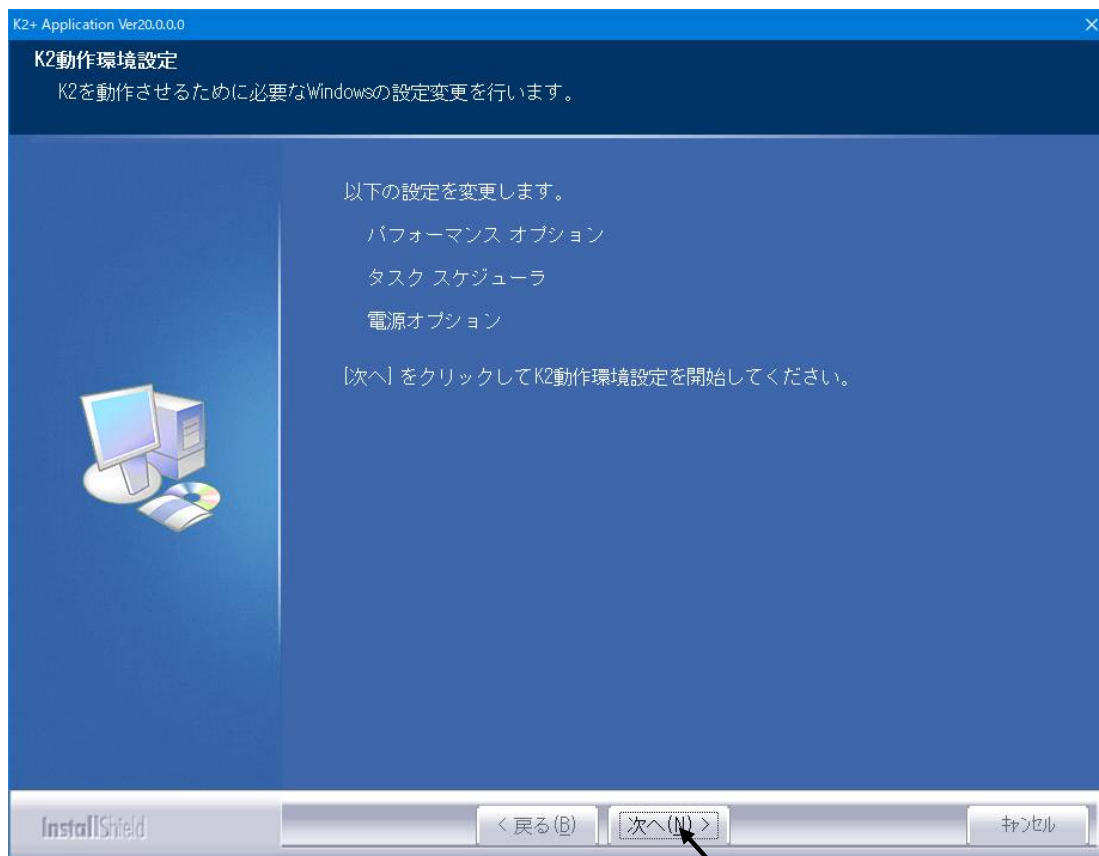 K2+ Application Ver20.0.0.0
K2動作環境設定
K2を動作させるために必要なWindowsの設定変更を行います。
以下の設定を変更します。
パフォーマンス オプション
タスク スケジューラ
電源オプション
[次へ] をクリックしてK2動作環境設定を開始してください。
InstallShield
< 戻る(B)
次へ(N) >
キャンセル